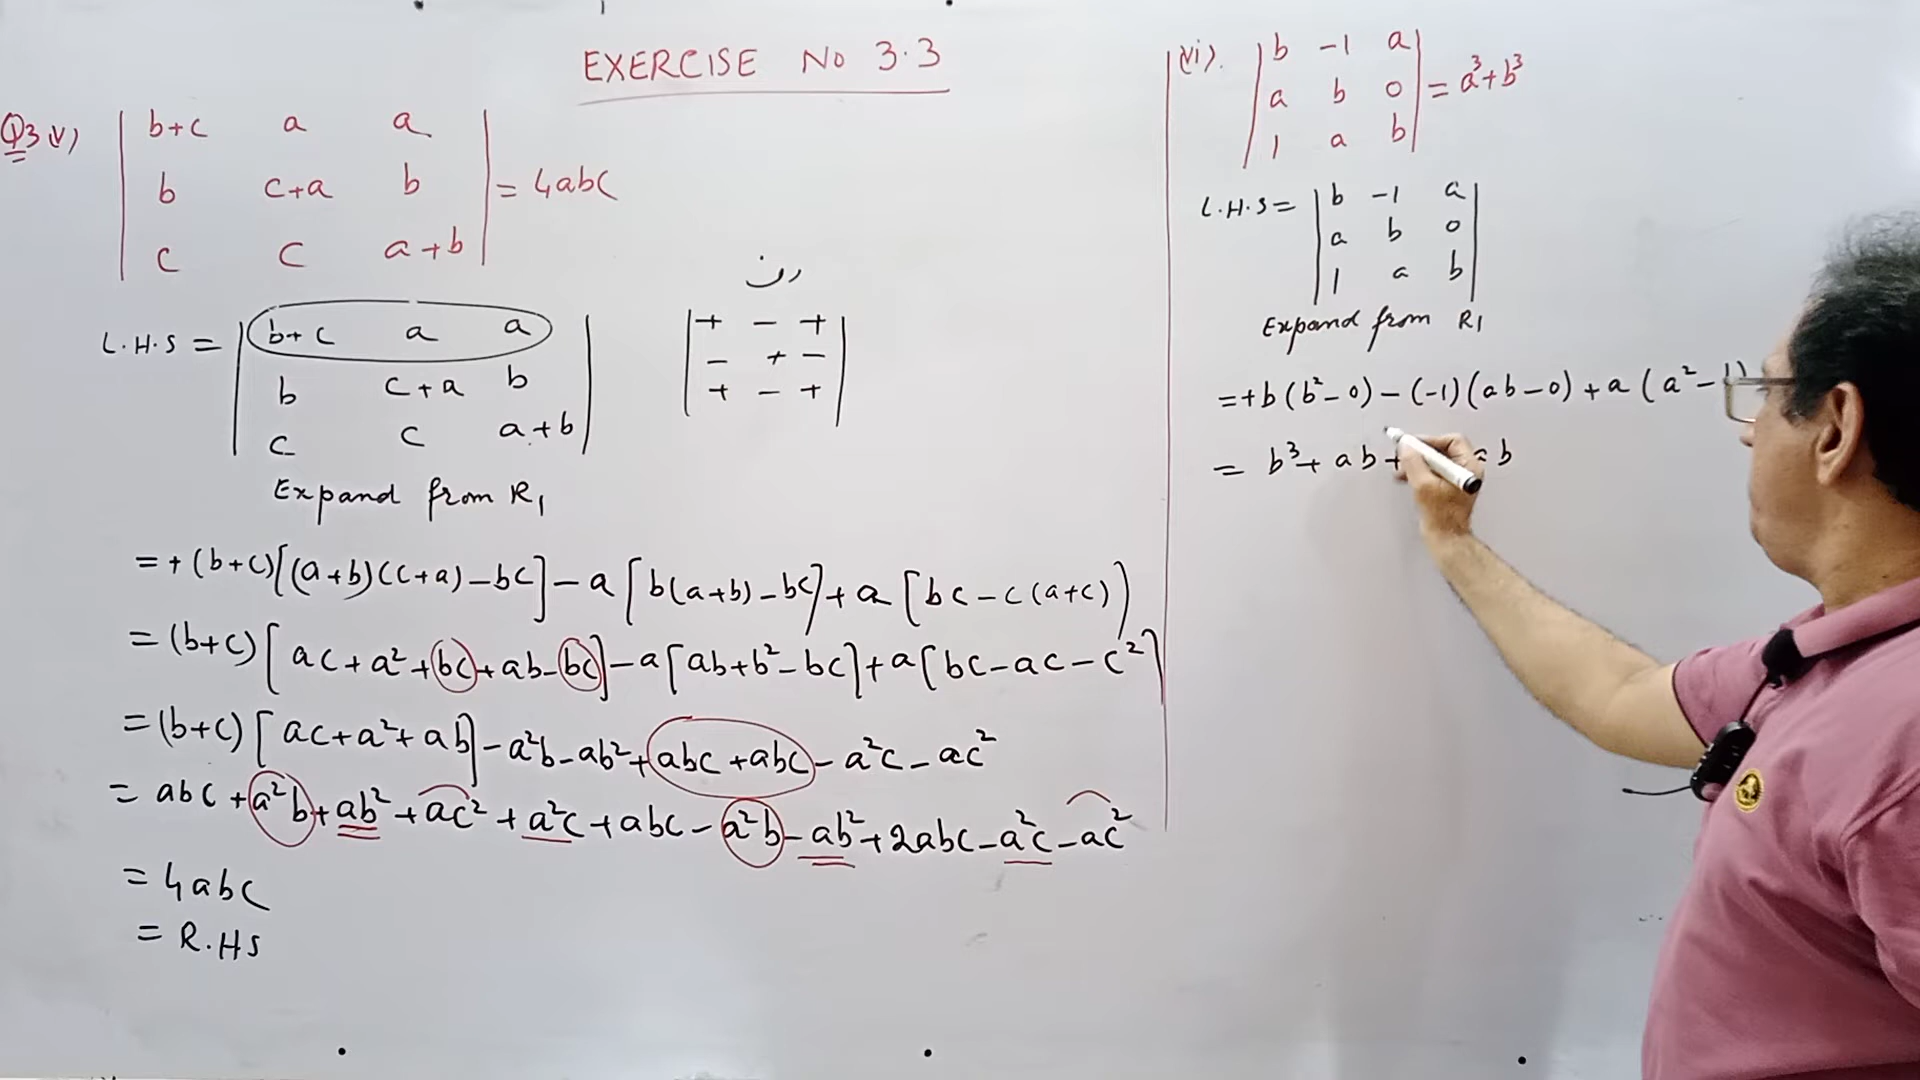 EXERCISE No 3.3
Q3(v) | b+c a a |
| b c+a b | = 4abc
| c c a+b |
L.H.S = | b+c a a |
| b c+a b |
| c c a+b |
Expand from R₁
رف
| + − + |
| − + − |
| + − + |
= + (b+c)[(a+b)(c+a) − bc] − a[b(a+b) − bc] + a[bc − c(a+c)]
= (b+c)[ac + a² + bc + ab − bc] − a[ab + b² − bc] + a[bc − ac − c²]
= (b+c)[ac + a² + ab] − a²b − ab² + abc + abc − a²c − ac²
= abc + a²b + ab² + ac² + a²c + abc − a²b − ab² + 2abc − a²c − ac²
= 4abc
= R.HS
(vi). | b −1 a |
| a b 0 | = a³+b³
| 1 a b |
L.H.S = | b −1 a |
| a b 0 |
| 1 a b |
Expand from R1
= + b (b² − 0) − (−1)(ab − 0) + a (a² −
= b³ + ab + b